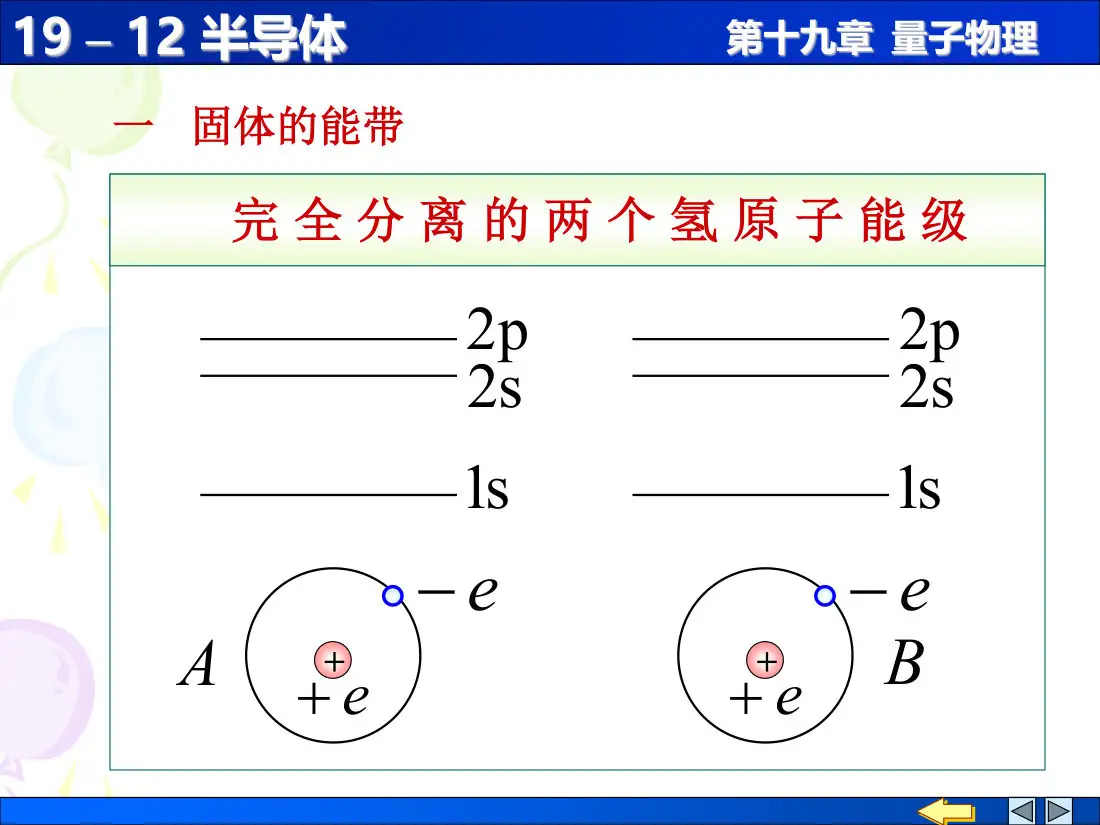 19 – 12 半导体
第十九章 量子物理
一 固体的能带
完全分离的两个氢原子能级
2p 2p
2s 2s
1s 1s
− e − e
A + + B
+ e + e